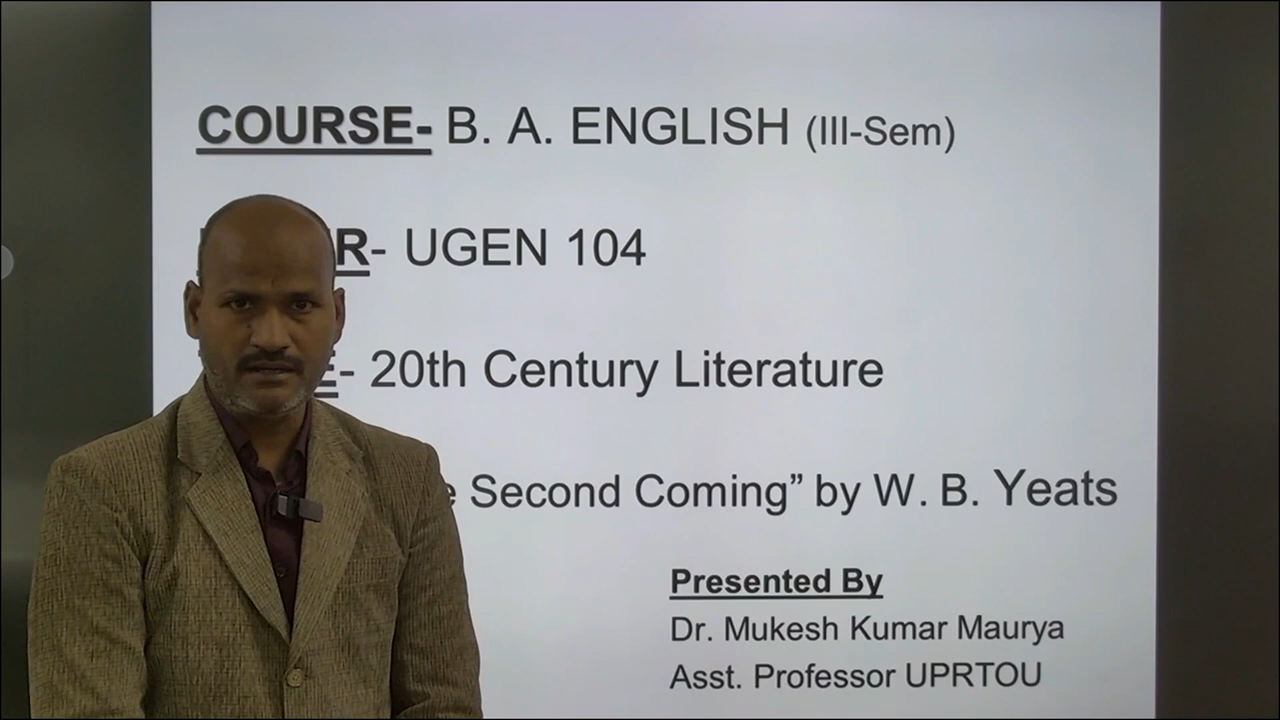 COURSE- B. A. ENGLISH (III-Sem)
R- UGEN 104
E- 20th Century Literature
e Second Coming” by W. B. Yeats
Presented By
Dr. Mukesh Kumar Maurya
Asst. Professor UPRTOU